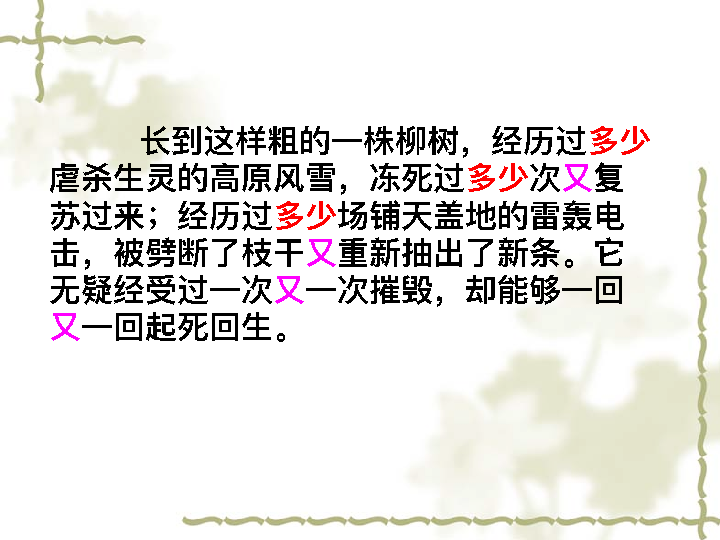 长到这样粗的一株柳树，经历过多少
虐杀生灵的高原风雪，冻死过多少次又复
苏过来；经历过多少场铺天盖地的雷轰电
击，被劈断了枝干又重新抽出了新条。它
无疑经受过一次又一次摧毁，却能够一回
又一回起死回生。